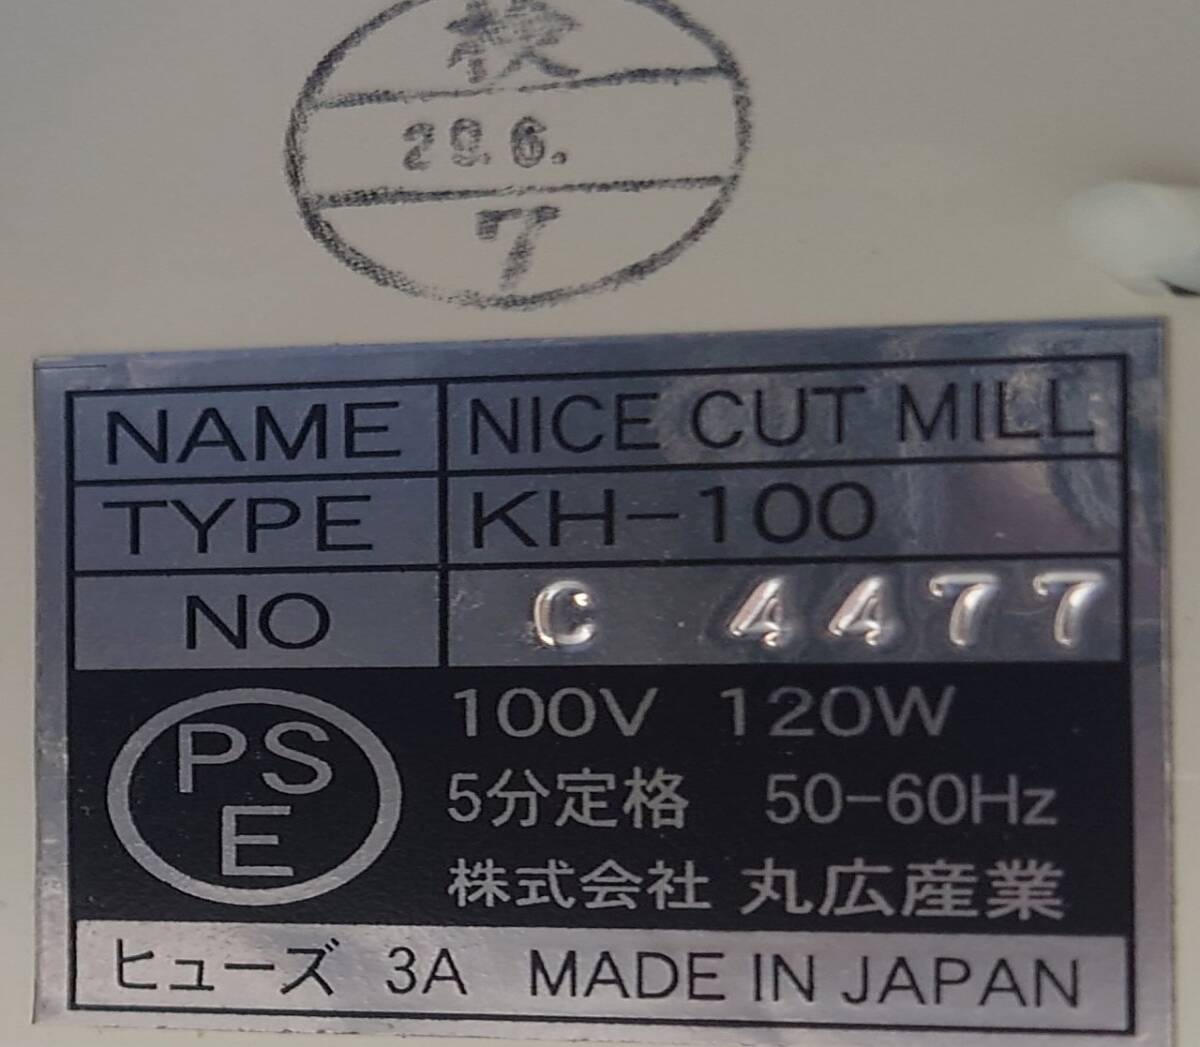 検
29.6.
7
NAME NICE CUT MILL
TYPE KH-100
NO C 4477
PS
E
100V 120W
5分定格 50-60Hz
株式会社 丸広産業
ヒューズ 3A MADE IN JAPAN